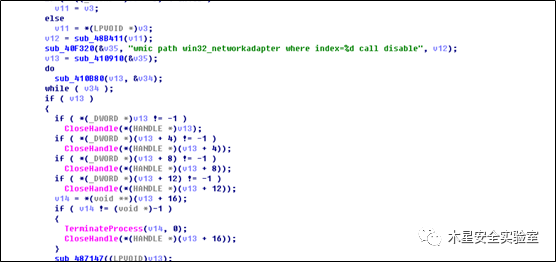 v11 = v3;
else
v11 = *(LPVOID *)v3;
v12 = sub_48B411(v11);
sub_40F320(&v35, "wmic path win32_networkadapter where index=%d call disable", v12);
v13 = sub_410910(&v35);
do
sub_410B80(v13, &v34);
while ( v34 );
if ( v13 )
{
if ( *(_DWORD *)v13 != -1 )
CloseHandle(*(HANDLE *)v13);
if ( *(_DWORD *)(v13 + 4) != -1 )
CloseHandle(*(HANDLE *)(v13 + 4));
if ( *(_DWORD *)(v13 + 8) != -1 )
CloseHandle(*(HANDLE *)(v13 + 8));
if ( *(_DWORD *)(v13 + 12) != -1 )
CloseHandle(*(HANDLE *)(v13 + 12));
v14 = *(void **)(v13 + 16);
if ( v14 != (void *)-1 )
{
TerminateProcess(v14, 0);
CloseHandle(*(HANDLE *)(v13 + 16));
}
sub_487147((LPVOID)v13);
木星安全实验室